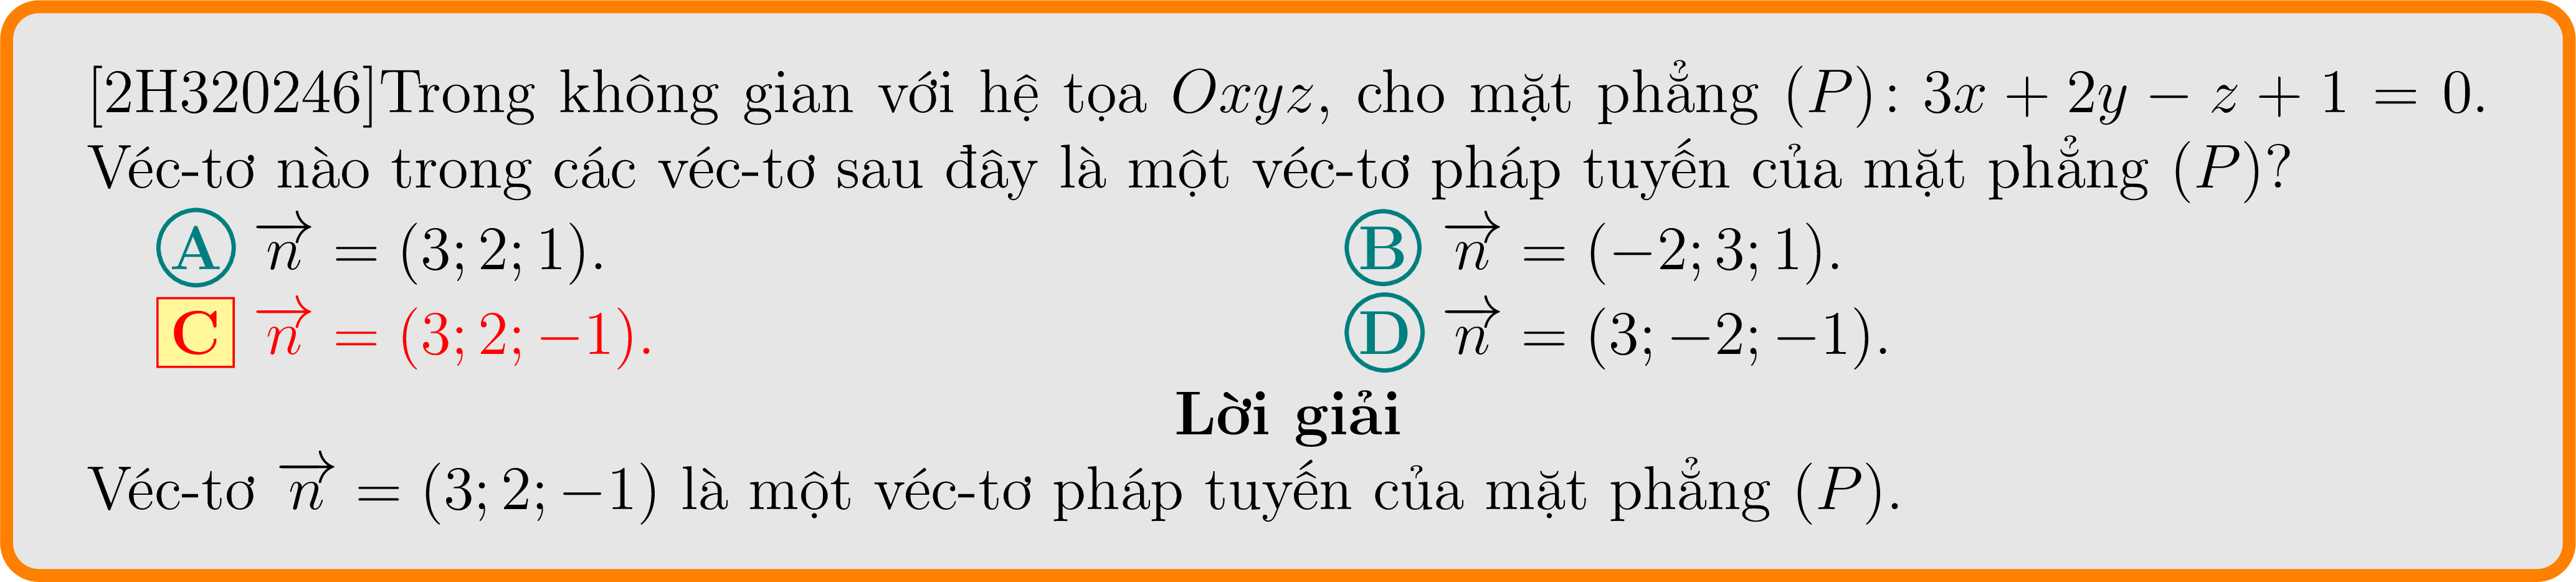 [2H320246]Trong không gian với hệ tọa Oxyz, cho mặt phẳng (P): 3x + 2y − z + 1 = 0.
Véc-tơ nào trong các véc-tơ sau đây là một véc-tơ pháp tuyến của mặt phẳng (P)?
A $\overrightarrow{n}$ = (3; 2; 1). B $\overrightarrow{n}$ = (−2; 3; 1).
C $\overrightarrow{n}$ = (3; 2; −1). D $\overrightarrow{n}$ = (3; −2; −1).
Lời giải
Véc-tơ $\overrightarrow{n}$ = (3; 2; −1) là một véc-tơ pháp tuyến của mặt phẳng (P).